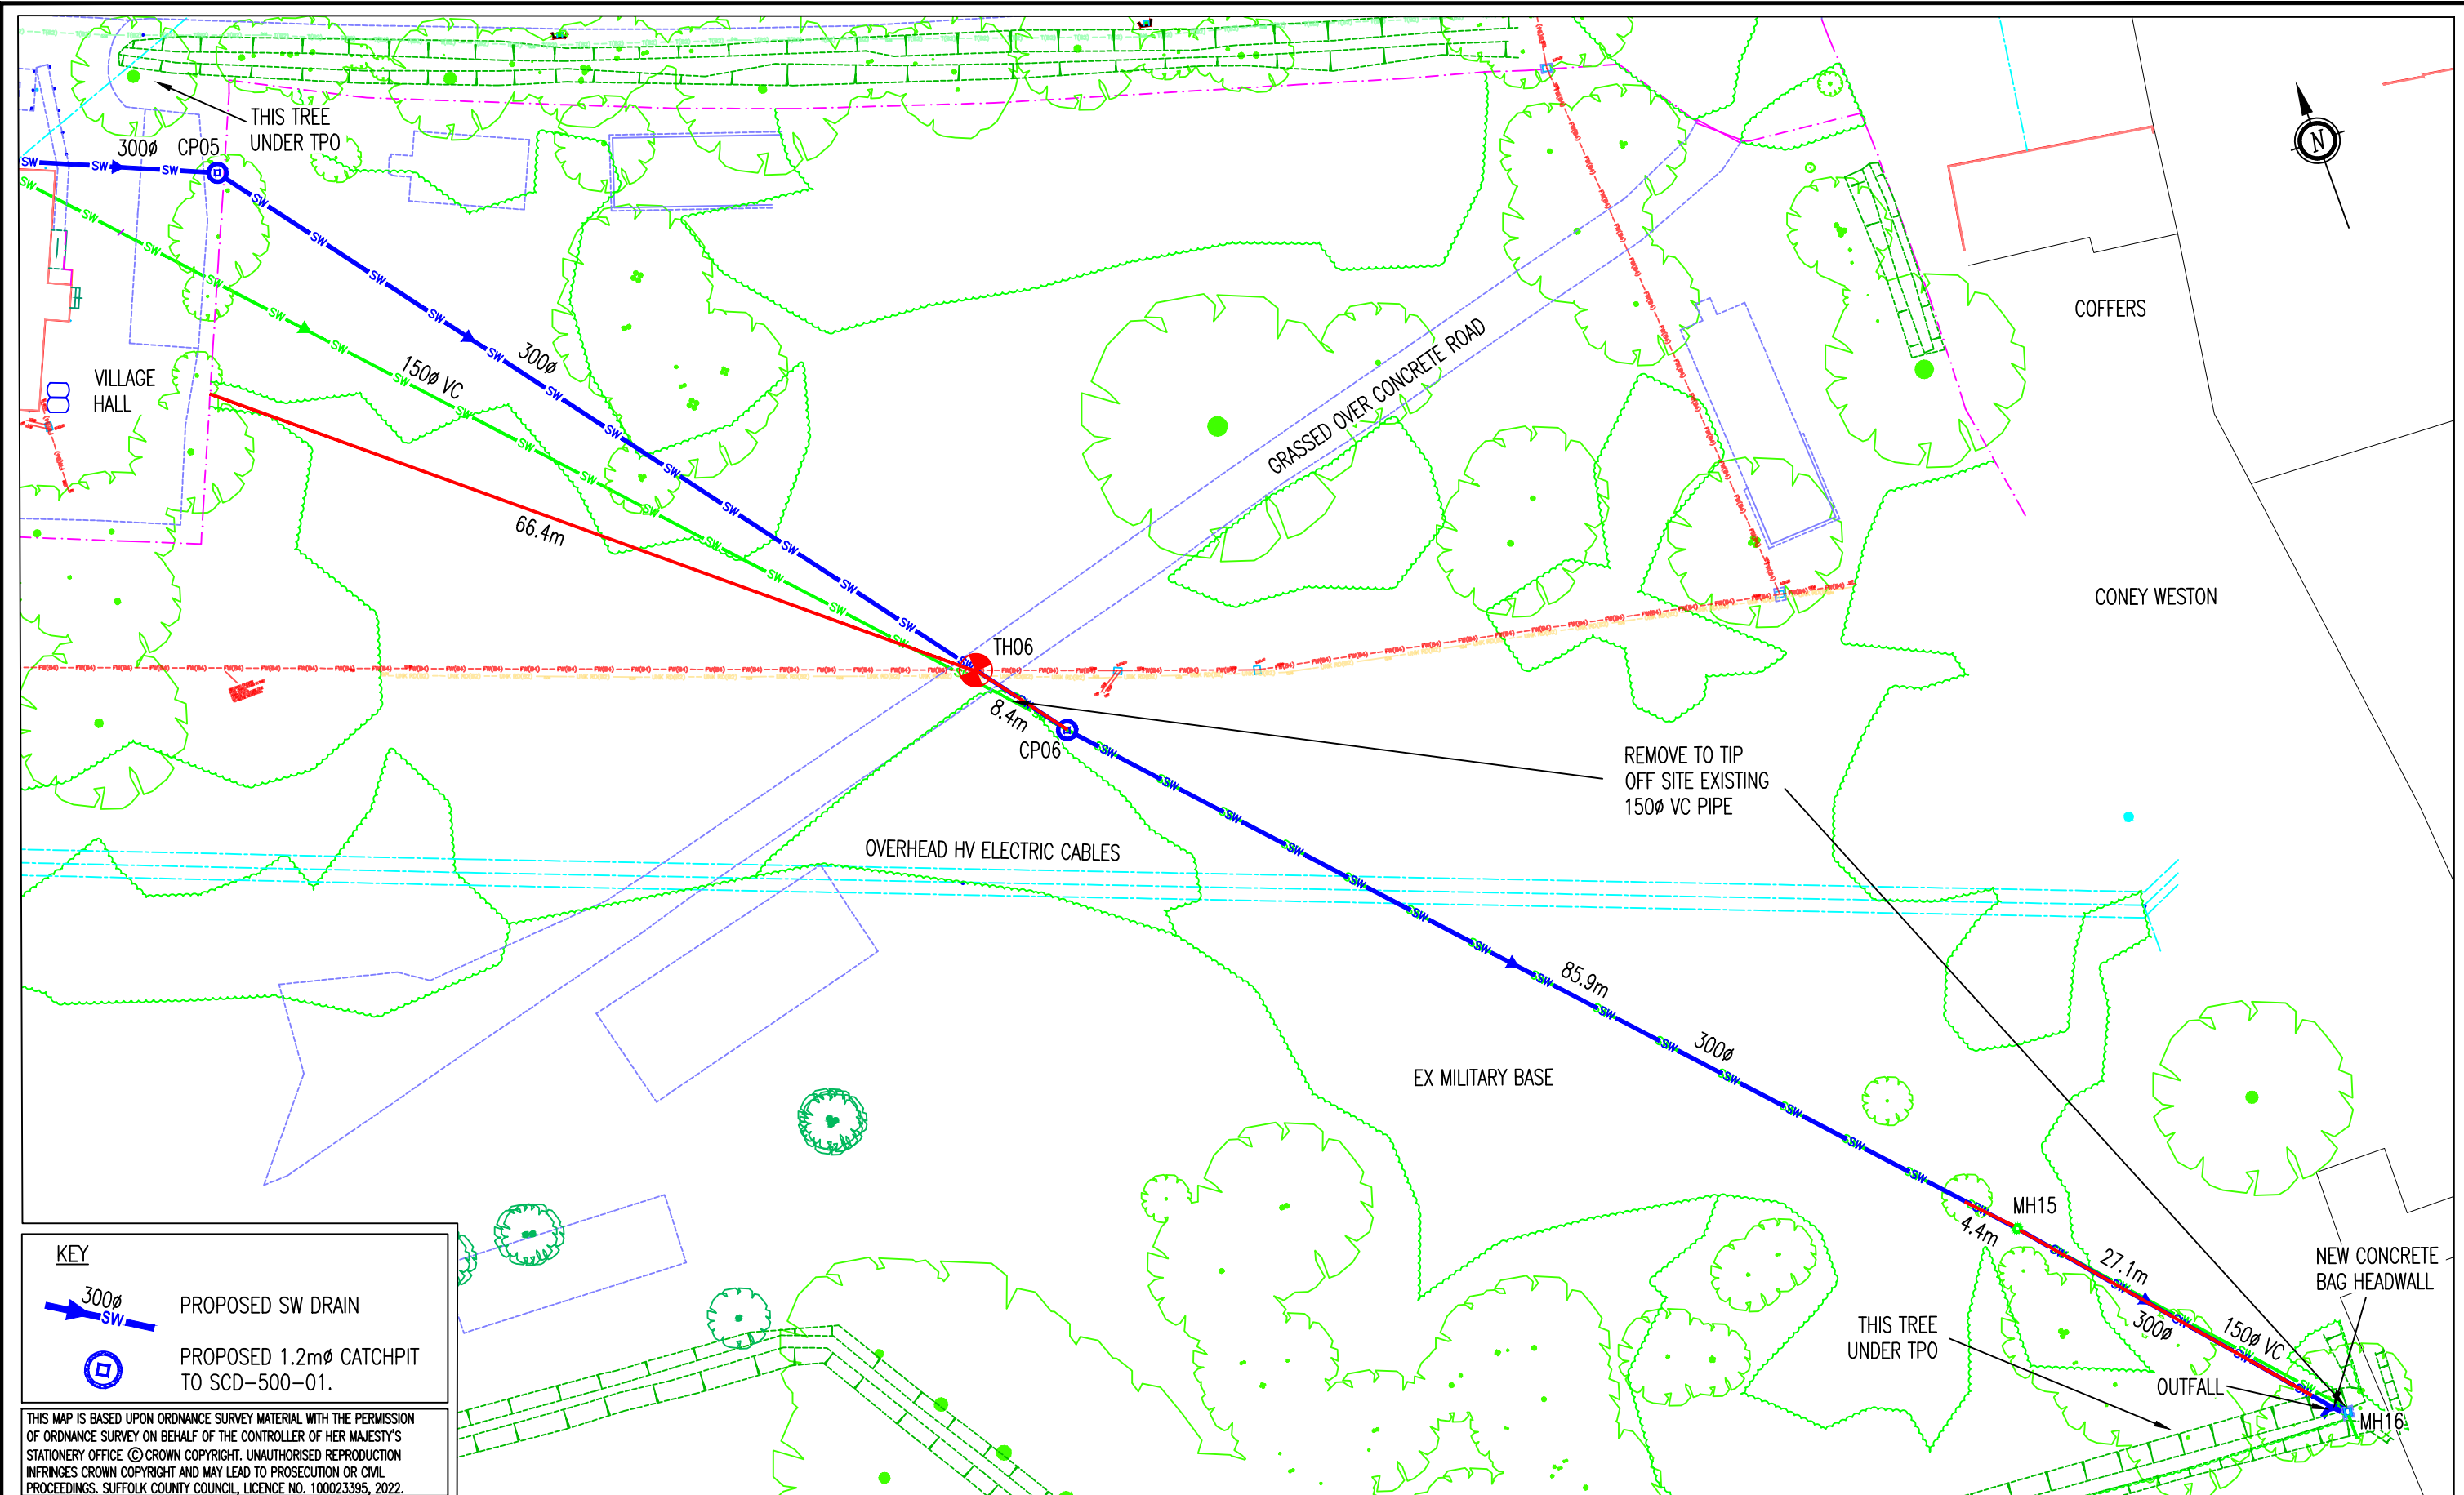 THIS TREE
UNDER TPO
300ø
CP05
SW
SW
SW
N
COFFERS
300ø
150ø VC
VILLAGE
HALL
GRASSED OVER CONCRETE ROAD
66.4m
CONEY WESTON
TH06
8.4m
CP06
REMOVE TO TIP
OFF SITE EXISTING
150ø VC PIPE
OVERHEAD HV ELECTRIC CABLES
85.9m
300ø
EX MILITARY BASE
MH15
4.4m
27.1m
300ø
150ø VC
NEW CONCRETE
BAG HEADWALL
THIS TREE
UNDER TPO
OUTFALL
MH16
KEY
300ø
SW
PROPOSED SW DRAIN
PROPOSED 1.2mø CATCHPIT
TO SCD-500-01.
THIS MAP IS BASED UPON ORDNANCE SURVEY MATERIAL WITH THE PERMISSION
OF ORDNANCE SURVEY ON BEHALF OF THE CONTROLLER OF HER MAJESTY'S
STATIONERY OFFICE © CROWN COPYRIGHT. UNAUTHORISED REPRODUCTION
INFRINGES CROWN COPYRIGHT AND MAY LEAD TO PROSECUTION OR CIVIL
PROCEEDINGS. SUFFOLK COUNTY COUNCIL, LICENCE NO. 100023395, 2022.